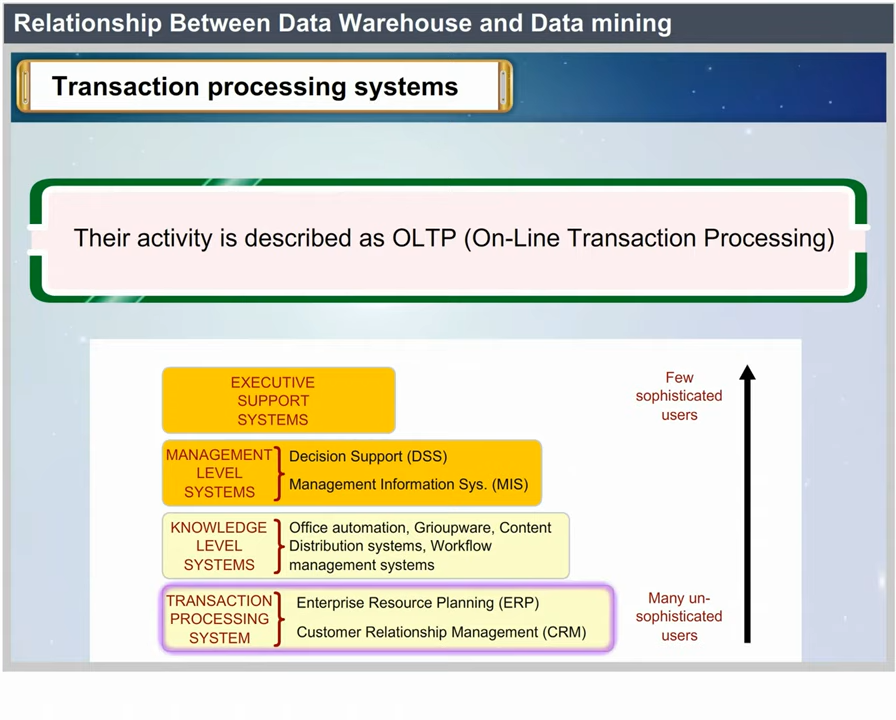 Relationship Between Data Warehouse and Data mining
Transaction processing systems
Their activity is described as OLTP (On-Line Transaction Processing)
EXECUTIVE
SUPPORT
SYSTEMS
Few
sophisticated
users
MANAGEMENT
LEVEL
SYSTEMS
Decision Support (DSS)
Management Information Sys. (MIS)
KNOWLEDGE
LEVEL
SYSTEMS
Office automation, Grioupware, Content
Distribution systems, Workflow
management systems
TRANSACTION
PROCESSING
SYSTEM
Enterprise Resource Planning (ERP)
Customer Relationship Management (CRM)
Many un-
sophisticated
users